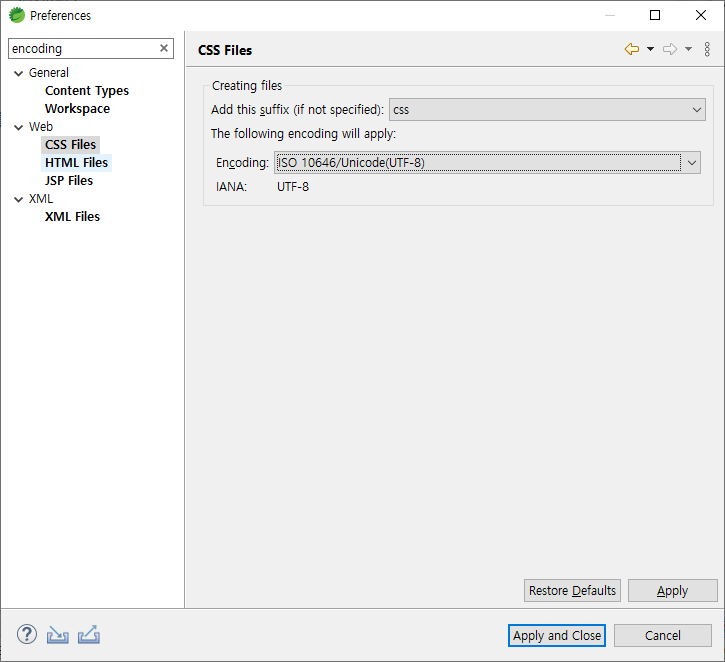 Preferences
encoding
General
Content Types
Workspace
Web
CSS Files
HTML Files
JSP Files
XML
XML Files
CSS Files
Creating files
Add this suffix (if not specified): css
The following encoding will apply:
Encoding: ISO 10646/Unicode(UTF-8)
IANA: UTF-8
Restore Defaults Apply
Apply and Close Cancel